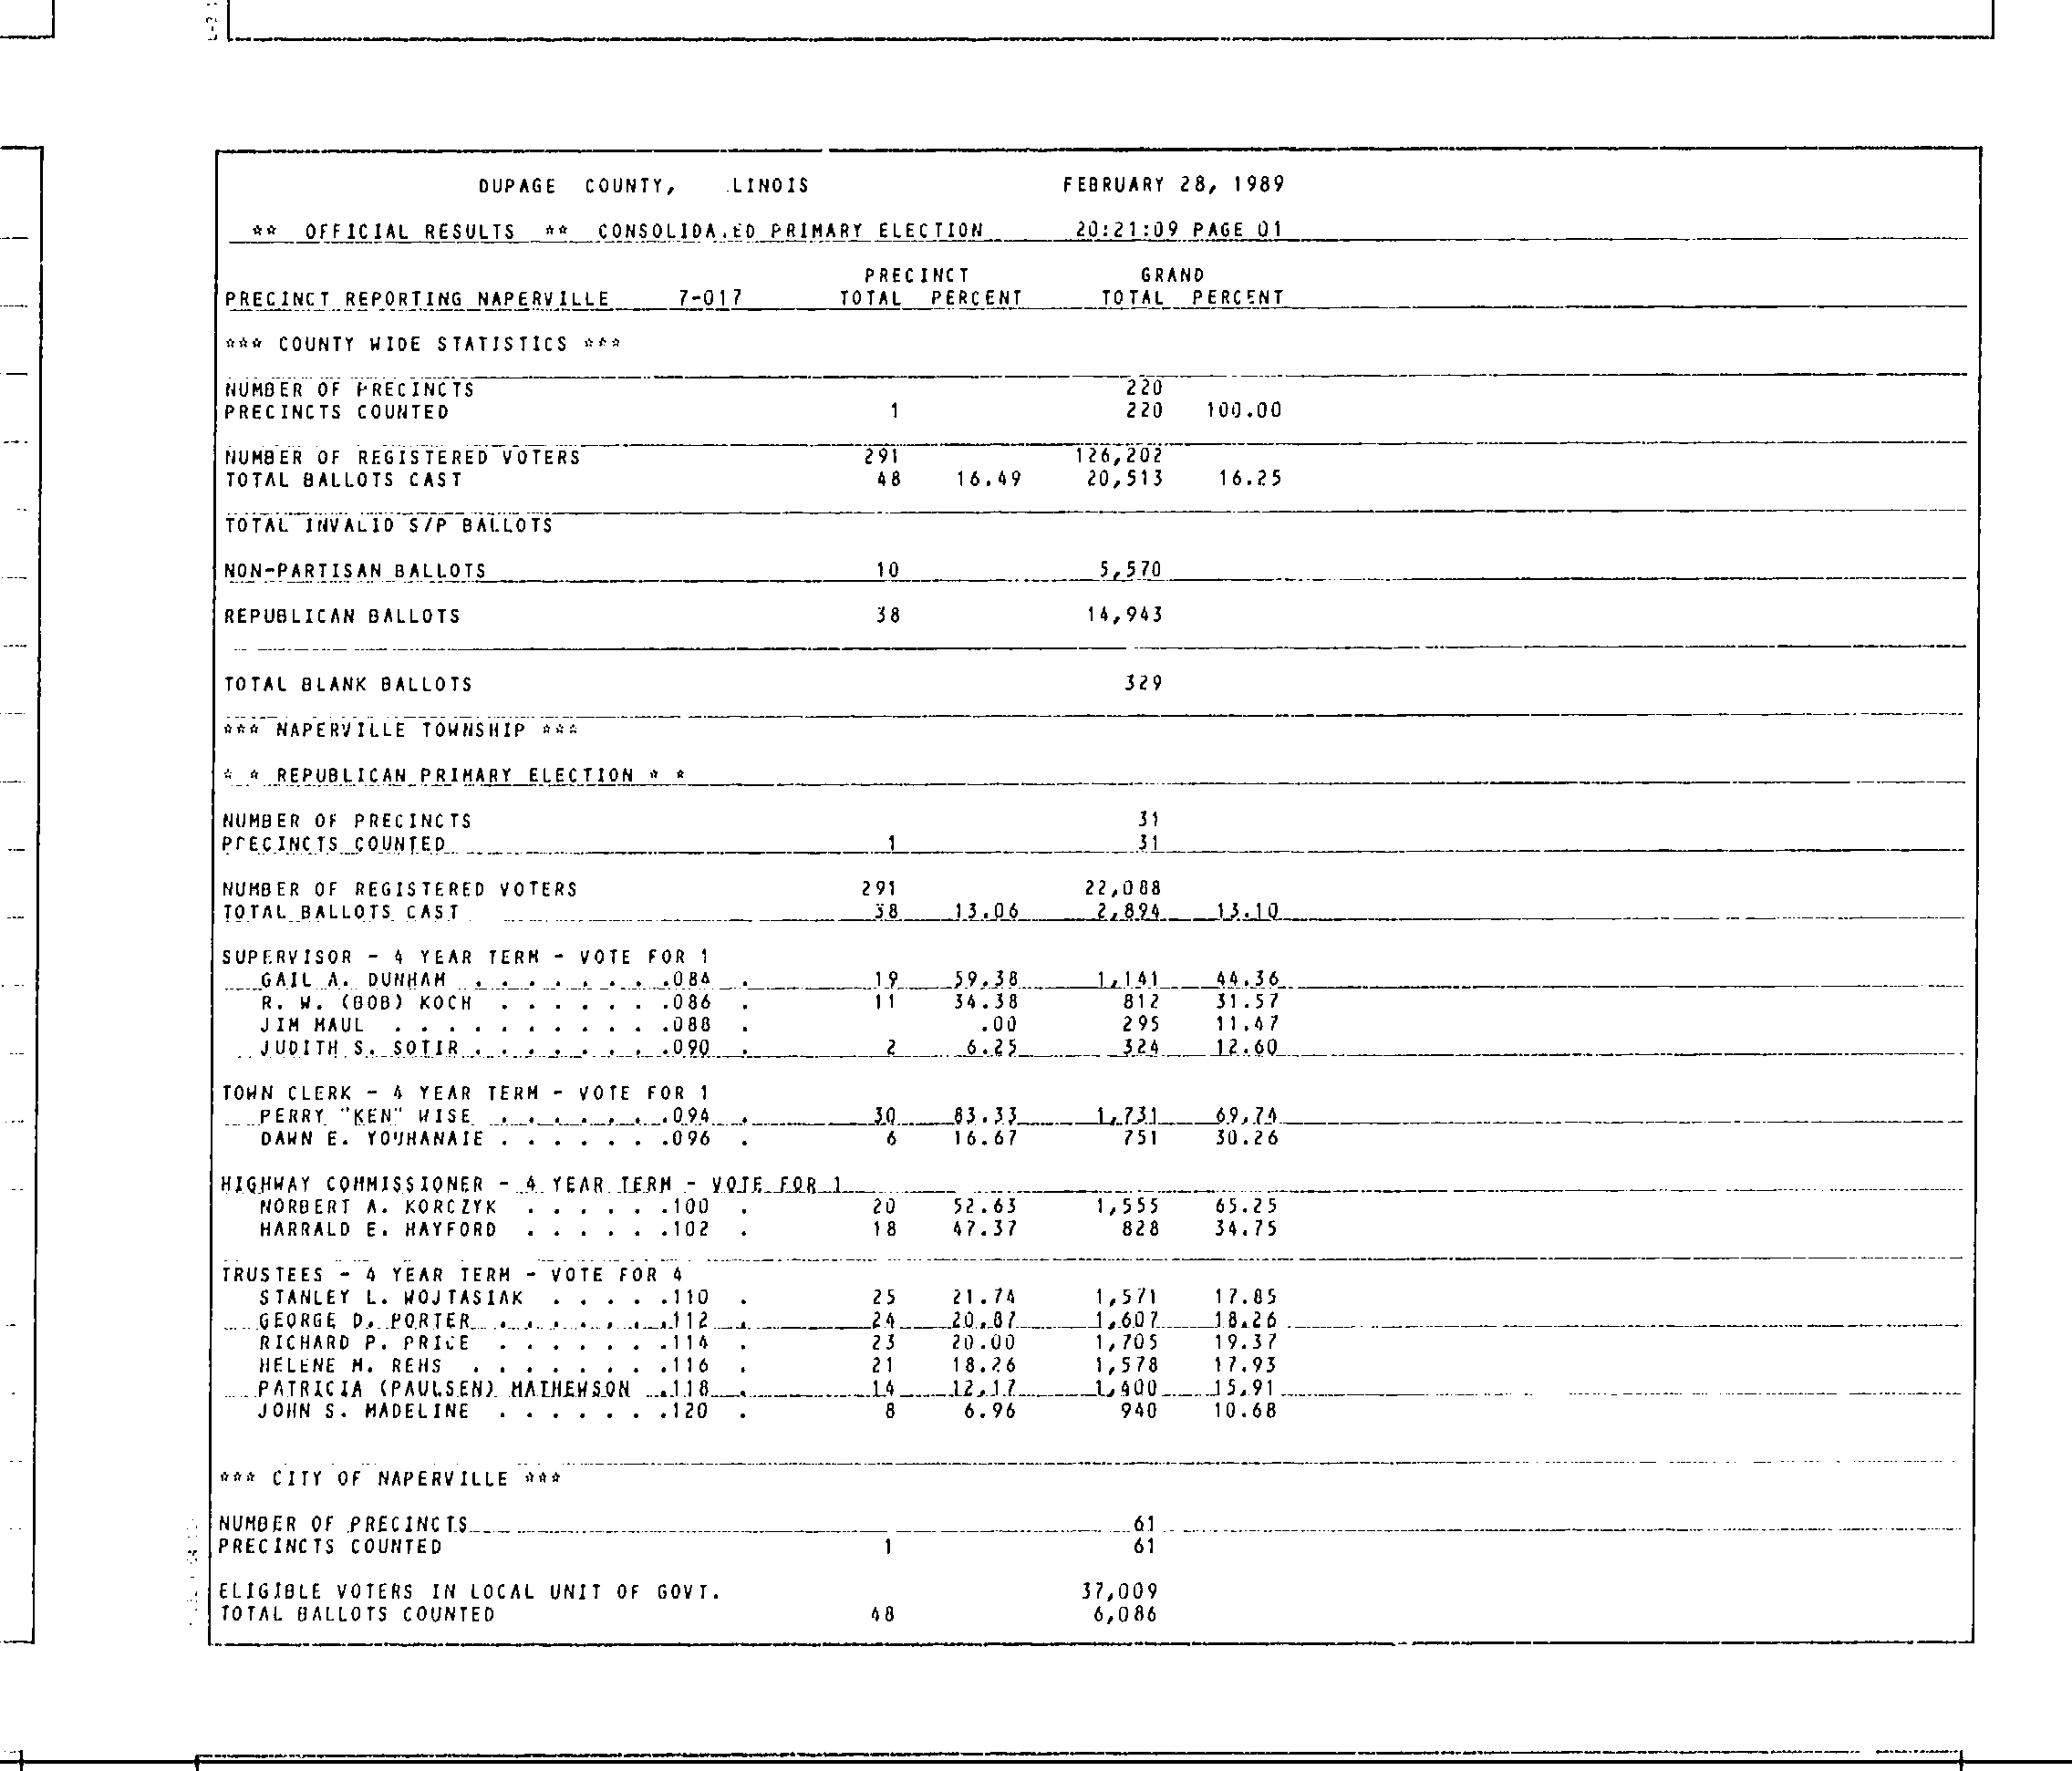 DUPAGE COUNTY, .LINOIS FEBRUARY 28, 1989
** OFFICIAL RESULTS ** CONSOLIDA.ED PRIMARY ELECTION 20:21:09 PAGE 01
PRECINCT GRAND
PRECINCT REPORTING NAPERVILLE 7-017 TOTAL PERCENT TOTAL PERCENT
*** COUNTY WIDE STATISTICS ***
NUMBER OF PRECINCTS 220
PRECINCTS COUNTED 1 220 100.00
NUMBER OF REGISTERED VOTERS 291 126,202
TOTAL BALLOTS CAST 48 16.49 20,513 16.25
TOTAL INVALID S/P BALLOTS
NON-PARTISAN BALLOTS 10 5,570
REPUBLICAN BALLOTS 38 14,943
TOTAL BLANK BALLOTS 329
*** NAPERVILLE TOWNSHIP ***
* * REPUBLICAN PRIMARY ELECTION * *
NUMBER OF PRECINCTS 31
PRECINCTS COUNTED 1 31
NUMBER OF REGISTERED VOTERS 291 22,088
TOTAL BALLOTS CAST 38 13.06 2,894 13.10
SUPERVISOR - 4 YEAR TERM - VOTE FOR 1
GAIL A. DUNHAM . . . . . . . .084 . 19 59.38 1,141 44.36
R. W. (BOB) KOCH . . . . . . .086 . 11 34.38 812 31.57
JIM MAUL . . . . . . . . . . .088 . .00 295 11.47
JUDITH S. SOTIR . . . . . . . .090 . 2 6.25 324 12.60
TOWN CLERK - 4 YEAR TERM - VOTE FOR 1
PERRY "KEN" WISE . . . . . . .094 . 30 83.33 1,731 69.74
DAWN E. YOUHANAIE . . . . . . .096 . 6 16.67 751 30.26
HIGHWAY COMMISSIONER - 4 YEAR TERM - VOTE FOR 1
NORBERT A. KORCZYK . . . . . .100 . 20 52.63 1,555 65.25
HARRALD E. HAYFORD . . . . . .102 . 18 47.37 828 34.75
TRUSTEES - 4 YEAR TERM - VOTE FOR 4
STANLEY L. WOJTASIAK . . . . .110 . 25 21.74 1,571 17.85
GEORGE D. PORTER . . . . . . .112 . 24 20.87 1,607 18.26
RICHARD P. PRICE . . . . . . .114 . 23 20.00 1,705 19.37
HELENE M. REHS . . . . . . . .116 . 21 18.26 1,578 17.93
PATRICIA (PAULSEN) MATHEWSON .118 . 14 12.17 1,400 15.91
JOHN S. MADELINE . . . . . . .120 . 8 6.96 940 10.68
*** CITY OF NAPERVILLE ***
NUMBER OF PRECINCTS 61
PRECINCTS COUNTED 1 61
ELIGIBLE VOTERS IN LOCAL UNIT OF GOVT. 37,009
TOTAL BALLOTS COUNTED 48 6,086